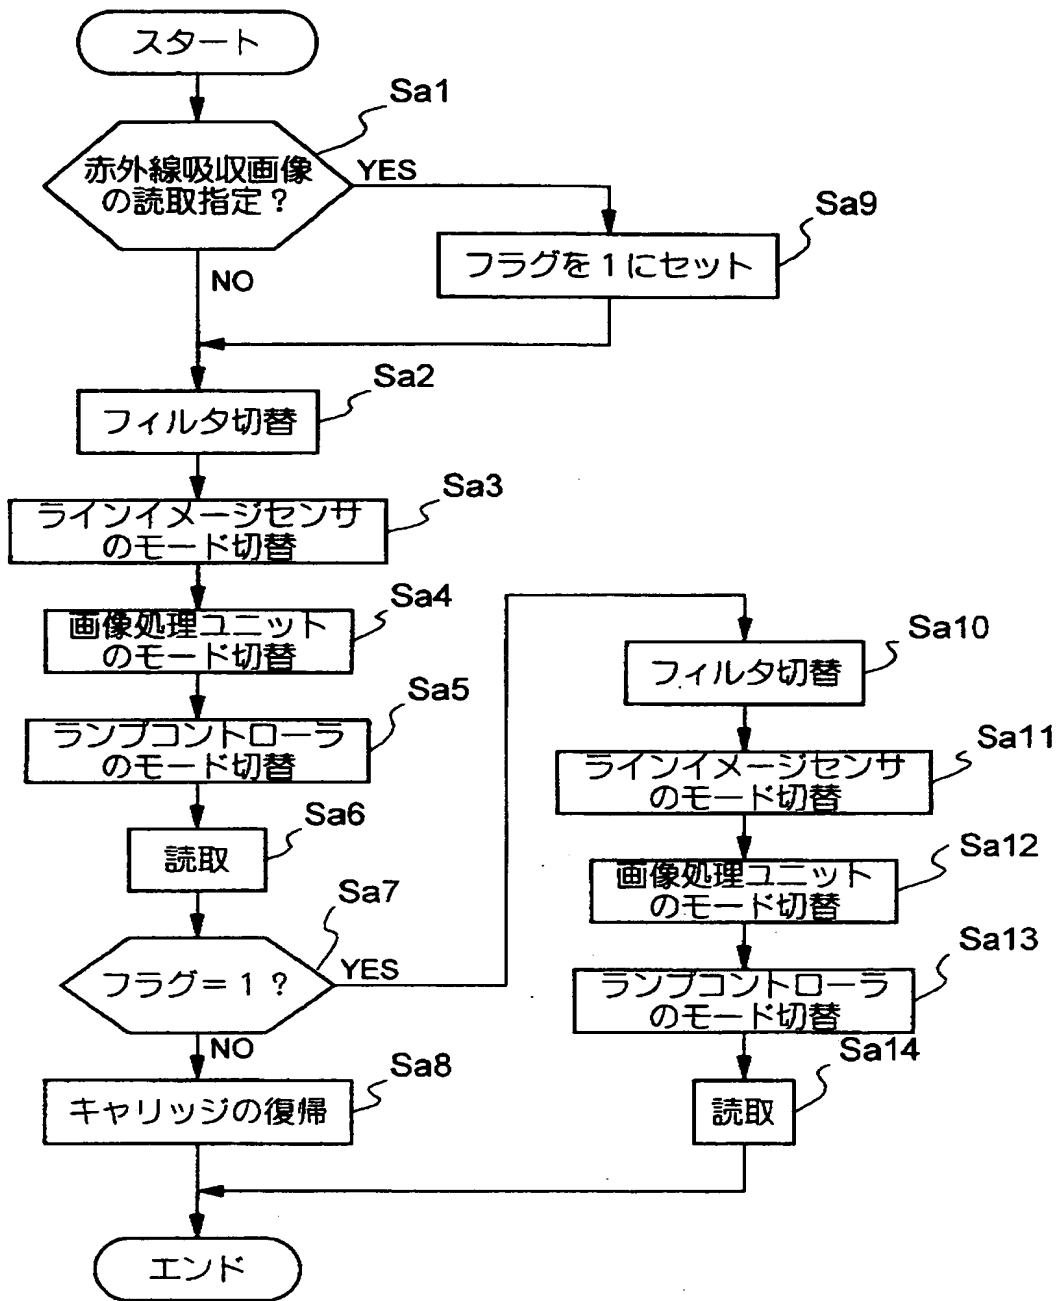 スタート
Sa1
赤外線吸収画像
の読取指定？
YES
NO
Sa9
フラグを１にセット
Sa2
フィルタ切替
Sa3
ラインイメージセンサ
のモード切替
Sa4
画像処理ユニット
のモード切替
Sa5
ランプコントローラ
のモード切替
Sa6
読取
Sa7
フラグ＝１？
YES
NO
Sa8
キャリッジの復帰
Sa10
フィルタ切替
Sa11
ラインイメージセンサ
のモード切替
Sa12
画像処理ユニット
のモード切替
Sa13
ランプコントローラ
のモード切替
Sa14
読取
エンド